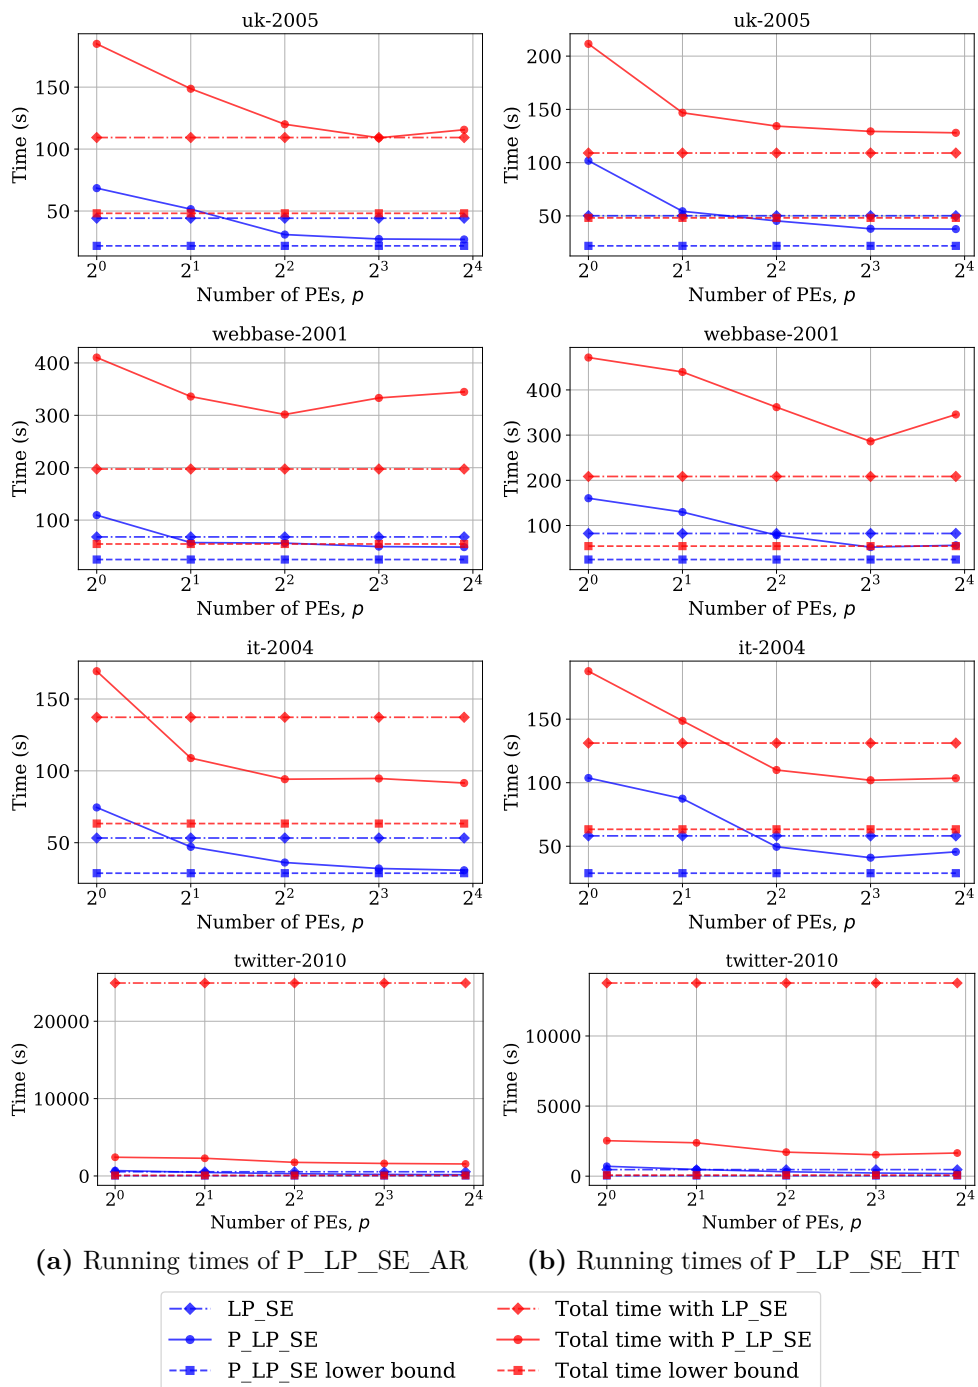 uk-2005
Time (s)
150
100
50
2^0 2^1 2^2 2^3 2^4
Number of PEs, p
uk-2005
Time (s)
200
150
100
50
2^0 2^1 2^2 2^3 2^4
Number of PEs, p
webbase-2001
Time (s)
400
300
200
100
2^0 2^1 2^2 2^3 2^4
Number of PEs, p
webbase-2001
Time (s)
400
300
200
100
2^0 2^1 2^2 2^3 2^4
Number of PEs, p
it-2004
Time (s)
150
100
50
2^0 2^1 2^2 2^3 2^4
Number of PEs, p
it-2004
Time (s)
150
100
50
2^0 2^1 2^2 2^3 2^4
Number of PEs, p
twitter-2010
Time (s)
20000
10000
0
2^0 2^1 2^2 2^3 2^4
Number of PEs, p
twitter-2010
Time (s)
10000
5000
0
2^0 2^1 2^2 2^3 2^4
Number of PEs, p
(a) Running times of P_LP_SE_AR
(b) Running times of P_LP_SE_HT
LP_SE
P_LP_SE
P_LP_SE lower bound
Total time with LP_SE
Total time with P_LP_SE
Total time lower bound